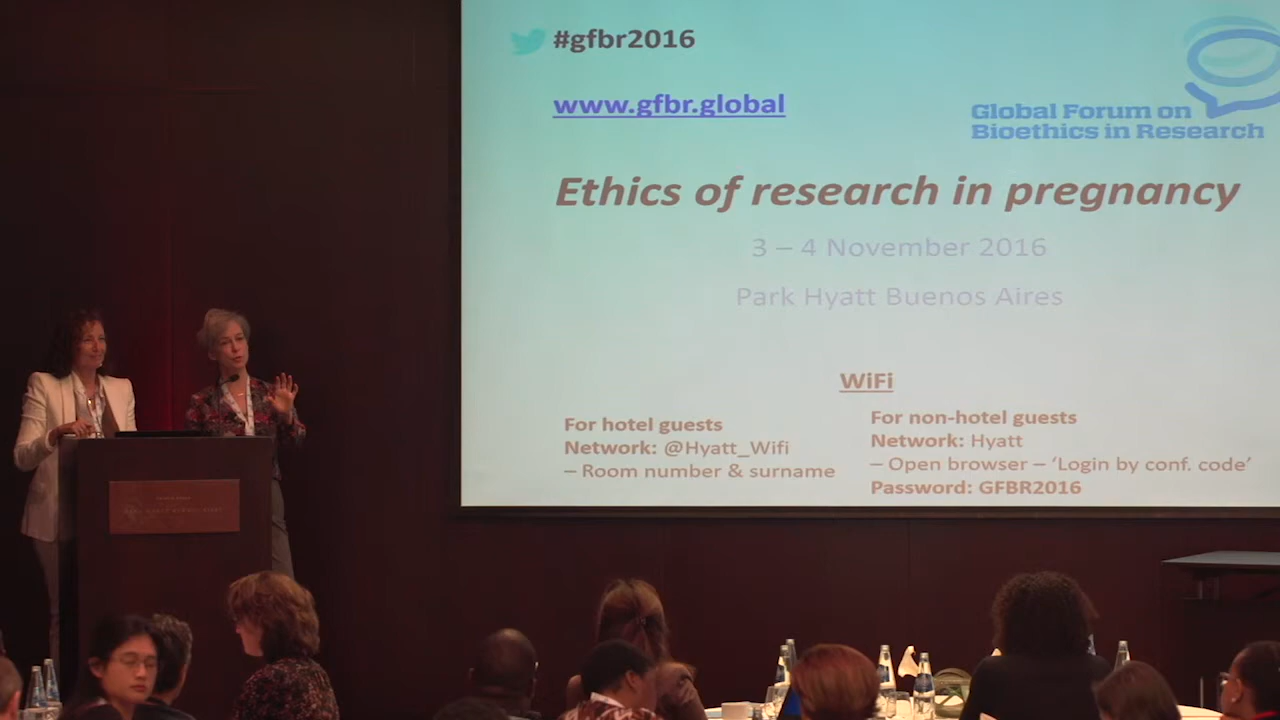 #gfbr2016
www.gfbr.global
Global Forum on
Bioethics in Research
Ethics of research in pregnancy
3 – 4 November 2016
Park Hyatt Buenos Aires
WiFi
For hotel guests
Network: @Hyatt_Wifi
– Room number & surname
For non-hotel guests
Network: Hyatt
– Open browser – ‘Login by conf. code’
Password: GFBR2016